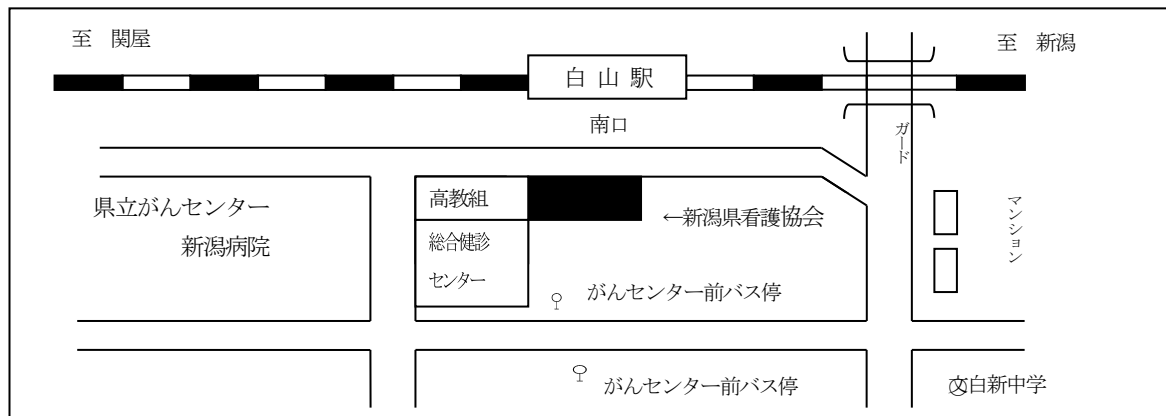 至 関屋
至 新潟
白山駅
南口
ガード
高教組
←新潟県看護協会
県立がんセンター
新潟病院
総合健診
センター
マンション
がんセンター前バス停
がんセンター前バス停
文白新中学